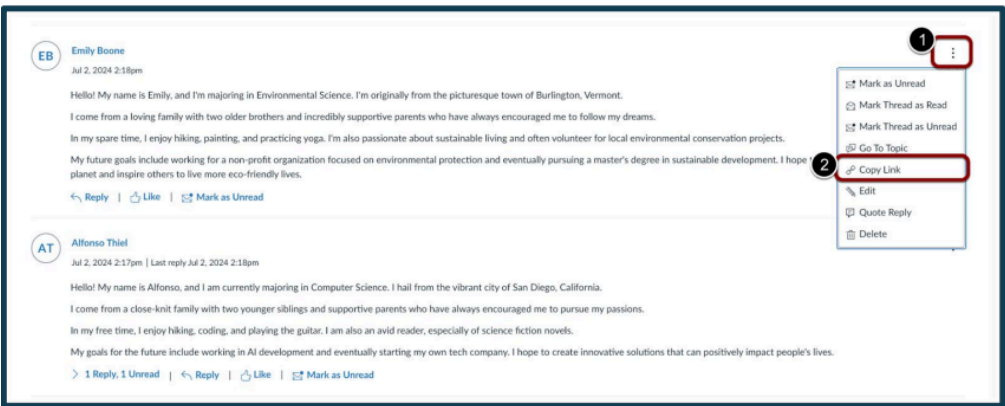 1
EB
Emily Boone
Jul 2, 2024 2:18pm
Hello! My name is Emily, and I'm majoring in Environmental Science. I'm originally from the picturesque town of Burlington, Vermont.
I come from a loving family with two older brothers and incredibly supportive parents who have always encouraged me to follow my dreams.
In my spare time, I enjoy hiking, painting, and practicing yoga. I'm also passionate about sustainable living and often volunteer for local environmental conservation projects.
My future goals include working for a non-profit organization focused on environmental protection and eventually pursuing a master's degree in sustainable development. I hope
planet and inspire others to live more eco-friendly lives.
Reply | Like | Mark as Unread
Mark as Unread
Mark Thread as Read
Mark Thread as Unread
Go To Topic
2
Copy Link
Edit
Quote Reply
Delete
AT
Alfonso Thiel
Jul 2, 2024 2:17pm | Last reply Jul 2, 2024 2:18pm
Hello! My name is Alfonso, and I am currently majoring in Computer Science. I hail from the vibrant city of San Diego, California.
I come from a close-knit family with two younger siblings and supportive parents who have always encouraged me to pursue my passions.
In my free time, I enjoy hiking, coding, and playing the guitar. I am also an avid reader, especially of science fiction novels.
My goals for the future include working in AI development and eventually starting my own tech company. I hope to create innovative solutions that can positively impact people's lives.
1 Reply, 1 Unread | Reply | Like | Mark as Unread